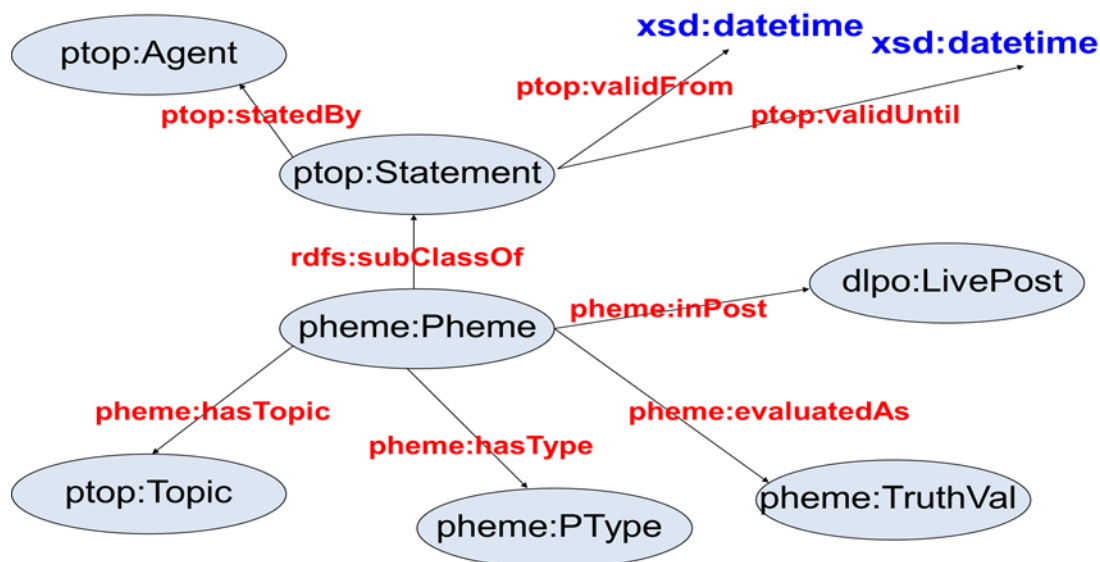 xsd:datetime
xsd:datetime
ptop:Agent
ptop:validFrom
ptop:statedBy
ptop:validUntil
ptop:Statement
rdfs:subClassOf
dlpo:LivePost
pheme:inPost
pheme:Pheme
pheme:hasTopic
pheme:evaluatedAs
pheme:hasType
ptop:Topic
pheme:TruthVal
pheme:PType